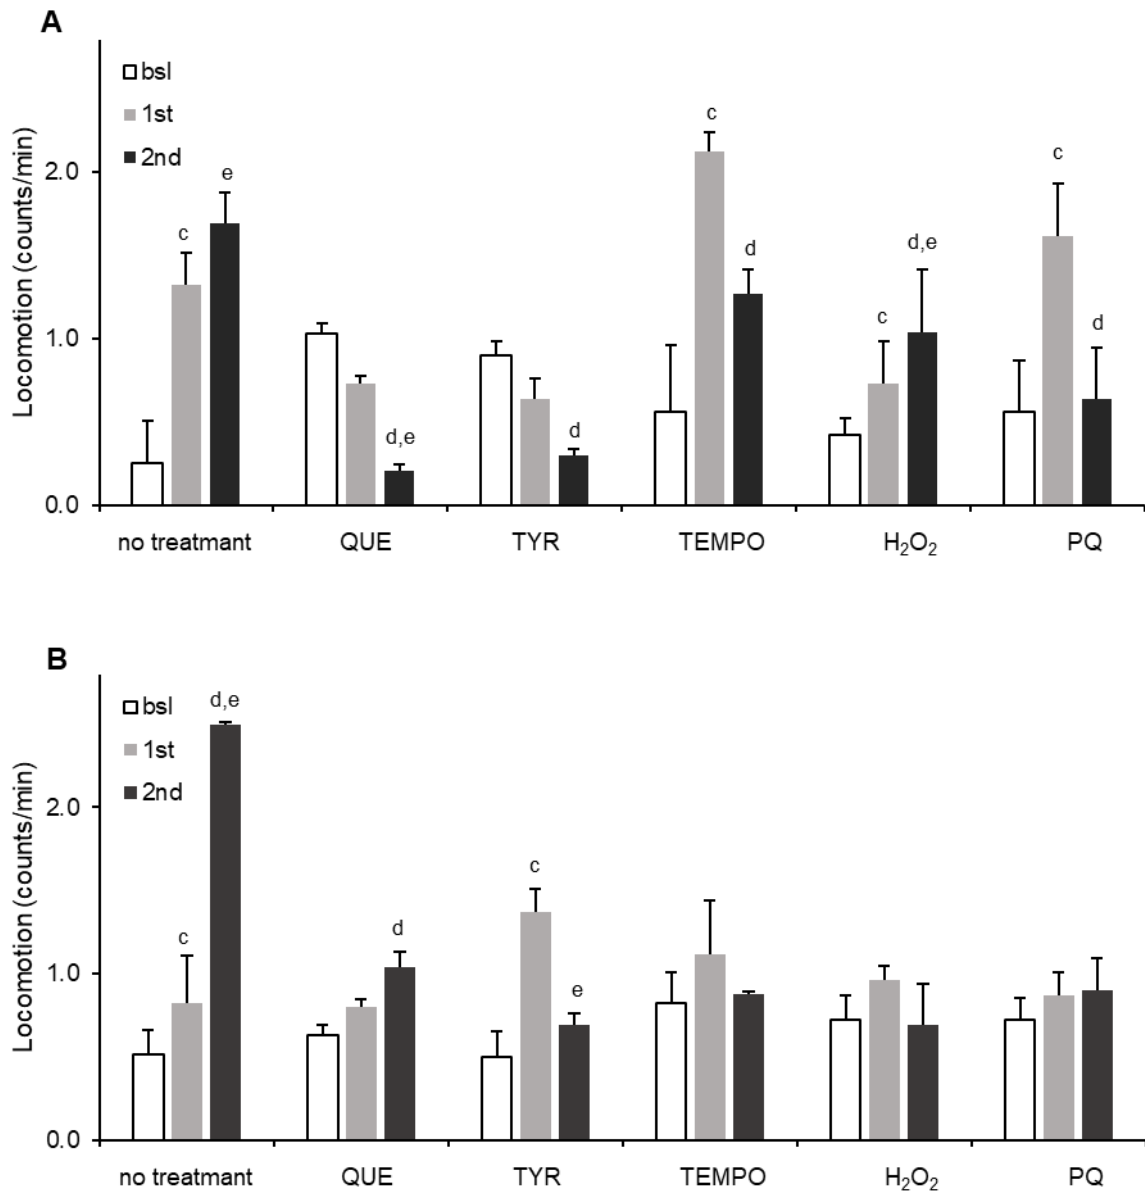 A
bsl
1st
2nd
Locomotion (counts/min)
2.0
1.0
0.0
c
e
d,e
d
c
d
c
d,e
c
d
no treatmant QUE TYR TEMPO H₂O₂ PQ
B
bsl
1st
2nd
Locomotion (counts/min)
2.0
1.0
0.0
c
d,e
d
c
e
no treatmant QUE TYR TEMPO H₂O₂ PQ